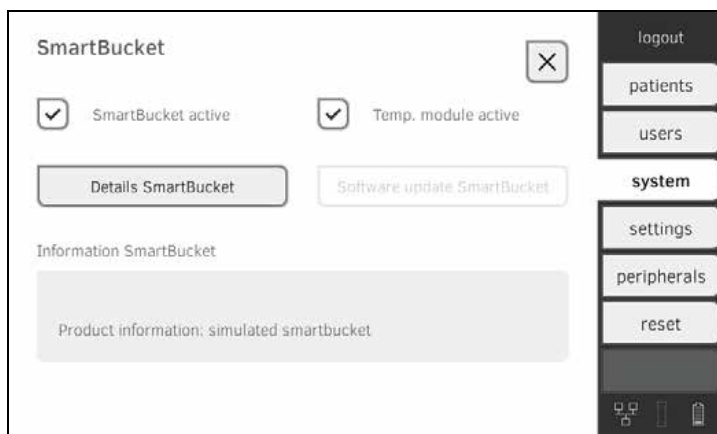 SmartBucket
SmartBucket active
Temp. module active
Details SmartBucket
Software update SmartBucket
Information SmartBucket
Product information: simulated smartbucket
logout
patients
users
system
settings
peripherals
reset